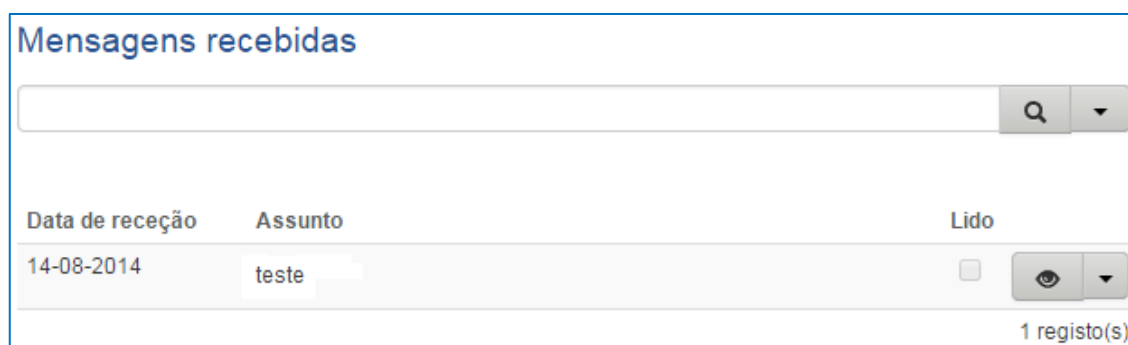 Mensagens recebidas
Data de receção Assunto Lido
14-08-2014 teste
1 registo(s)